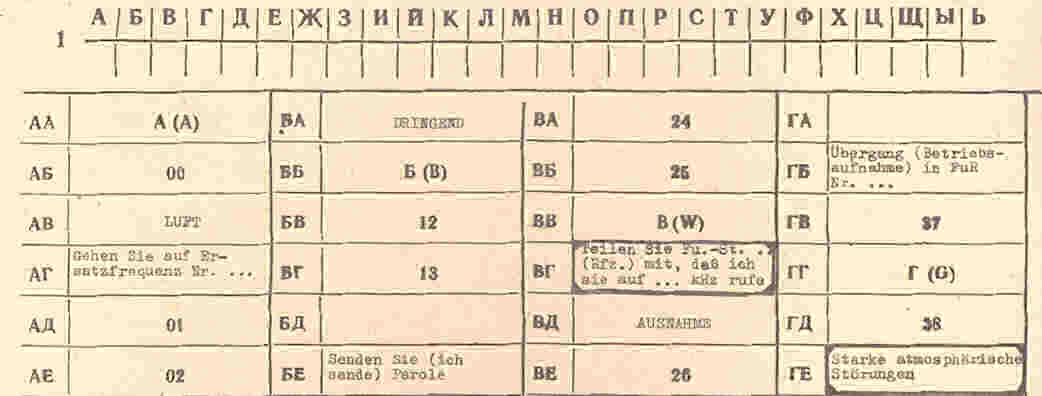 А Б В Г Д Е Ж З И Й К Л М Н О П Р С Т У Ф Х Ц Щ Ы Ь
1
АА А (A) БА DRINGEND ВА 24 ГА
АБ 00 ББ Б (B) ВБ 25 ГБ Übergang (Betriebs-
aufnahme) in FuR
Nr. ...
АВ LUFT БВ 12 ВВ В (W) ГВ 37
АГ Gehen Sie auf Er-
satzfrequenz Nr. ...
БГ 13 ВГ Teilen Sie Fu.-St. ..
(Rfz.) mit, daß ich
sie auf ... kHz rufe
ГГ Г (G)
АД 01 БД ВД AUSNAHME ГД 38
АЕ 02 БЕ Senden Sie (ich
sende) Parole
ВЕ 26 ГЕ Starke atmosphärische
Störungen